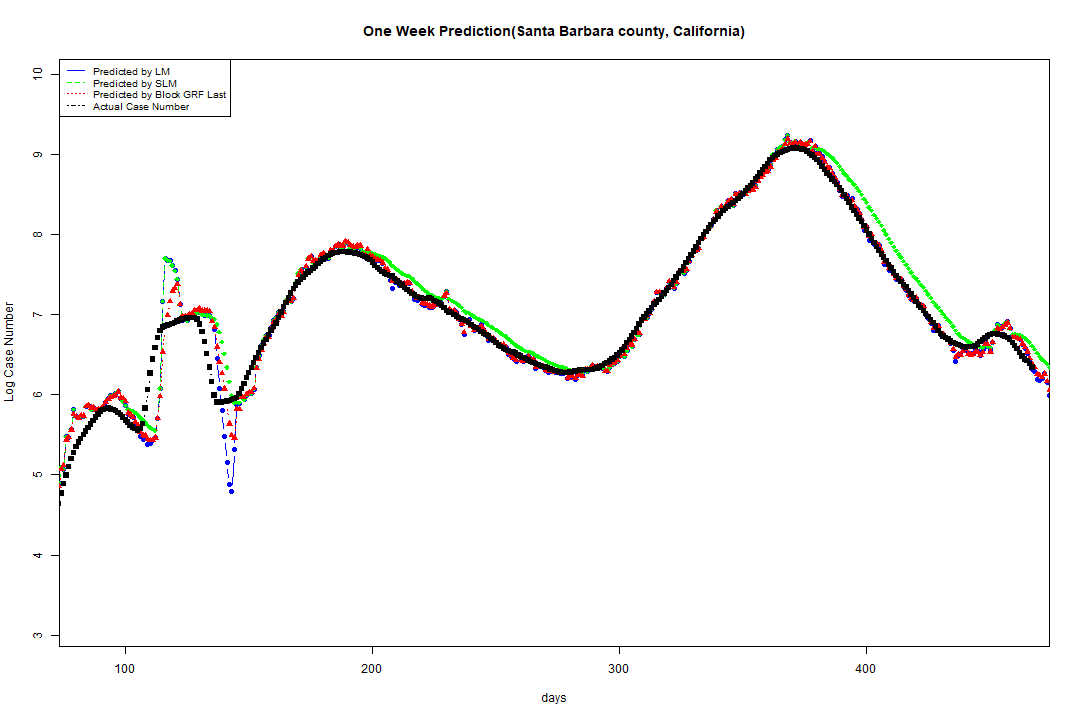 One Week Prediction(Santa Barbara county, California)
Predicted by LM
Predicted by SLM
Predicted by Block GRF Last
Actual Case Number
10
9
8
7
6
5
4
3
Log Case Number
100 200 300 400
days